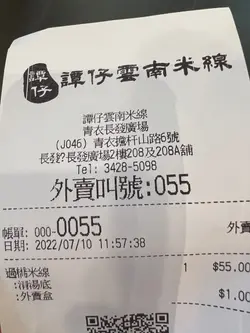 譚仔
譚仔雲南米線
譚仔雲南米線
青衣長發廣場
(J046) 青衣擔杆山路6號
長發?長發廣場2樓208及208A舖
Tel: 3428-5098
外賣叫號:055
帳單: 000-0055
日期: 2022/07/10 11:57:38
過橋米線 1 $55.00
:清湯底
:外賣盒 $1.00